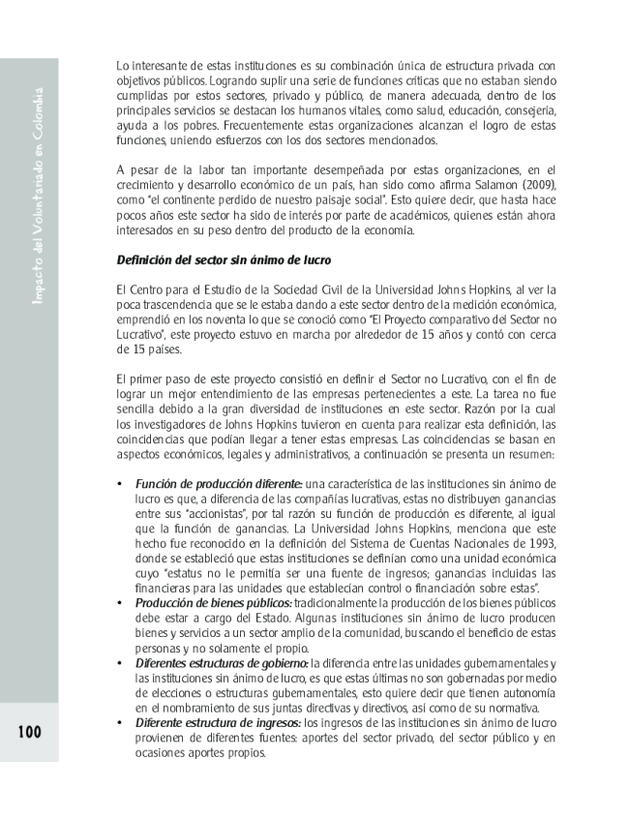 Impacto del Voluntariado en Colombia
Lo interesante de estas instituciones es su combinación única de estructura privada con
objetivos públicos. Logrando suplir una serie de funciones críticas que no estaban siendo
cumplidas por estos sectores, privado y público, de manera adecuada, dentro de los
principales servicios se destacan los humanos vitales, como salud, educación, consejería,
ayuda a los pobres. Frecuentemente estas organizaciones alcanzan el logro de estas
funciones, uniendo esfuerzos con los dos sectores mencionados.
A pesar de la labor tan importante desempeñada por estas organizaciones, en el
crecimiento y desarrollo económico de un país, han sido como afirma Salamon (2009),
como “el continente perdido de nuestro paisaje social”. Esto quiere decir, que hasta hace
pocos años este sector ha sido de interés por parte de académicos, quienes están ahora
interesados en su peso dentro del producto de la economía.
Definición del sector sin ánimo de lucro
El Centro para el Estudio de la Sociedad Civil de la Universidad Johns Hopkins, al ver la
poca trascendencia que se le estaba dando a este sector dentro de la medición económica,
emprendió en los noventa lo que se conoció como “El Proyecto comparativo del Sector no
Lucrativo”, este proyecto estuvo en marcha por alrededor de 15 años y contó con cerca
de 15 países.
El primer paso de este proyecto consistió en definir el Sector no Lucrativo, con el fin de
lograr un mejor entendimiento de las empresas pertenecientes a este. La tarea no fue
sencilla debido a la gran diversidad de instituciones en este sector. Razón por la cual
los investigadores de Johns Hopkins tuvieron en cuenta para realizar esta definición, las
coincidencias que podían llegar a tener estas empresas. Las coincidencias se basan en
aspectos económicos, legales y administrativos, a continuación se presenta un resumen:
• Función de producción diferente: una característica de las instituciones sin ánimo de
lucro es que, a diferencia de las compañías lucrativas, estas no distribuyen ganancias
entre sus “accionistas”, por tal razón su función de producción es diferente, al igual
que la función de ganancias. La Universidad Johns Hopkins, menciona que este
hecho fue reconocido en la definición del Sistema de Cuentas Nacionales de 1993,
donde se estableció que estas instituciones se definían como una unidad económica
cuyo “estatus no le permitía ser una fuente de ingresos; ganancias incluidas las
financieras para las unidades que establecían control o financiación sobre estas”.
• Producción de bienes públicos: tradicionalmente la producción de los bienes públicos
debe estar a cargo del Estado. Algunas instituciones sin ánimo de lucro producen
bienes y servicios a un sector amplio de la comunidad, buscando el beneficio de estas
personas y no solamente el propio.
• Diferentes estructuras de gobierno: la diferencia entre las unidades gubernamentales y
las instituciones sin ánimo de lucro, es que estas últimas no son gobernadas por medio
de elecciones o estructuras gubernamentales, esto quiere decir que tienen autonomía
en el nombramiento de sus juntas directivas y directivos, así como de su normativa.
• Diferente estructura de ingresos: los ingresos de las instituciones sin ánimo de lucro
provienen de diferentes fuentes: aportes del sector privado, del sector público y en
ocasiones aportes propios.
100